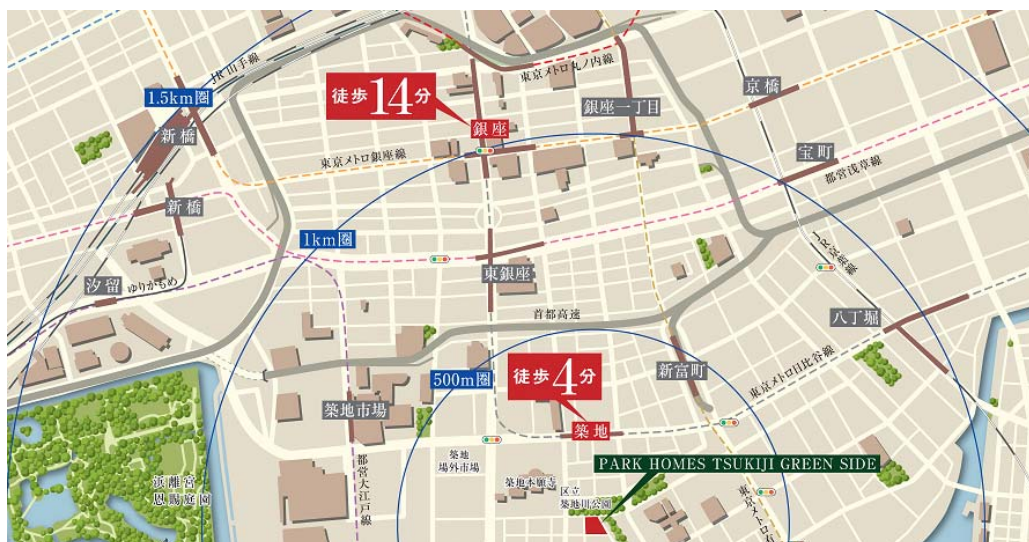 JR山手線
1.5km圏
新橋
徒歩14分
銀座
東京メトロ丸ノ内線
銀座一丁目
京橋
東京メトロ銀座線
宝町
都営浅草線
新橋
1km圏
東銀座
JR京葉線
汐留
ゆりかもめ
首都高速
八丁堀
500m圏
徒歩4分
新富町
東京メトロ日比谷線
築地市場
築地
築地
場外市場
PARK HOMES TSUKIJI GREEN SIDE
浜離宮
恩賜庭園
都営大江戸線
築地本願寺
区立
築地川公園
東京メトロ有